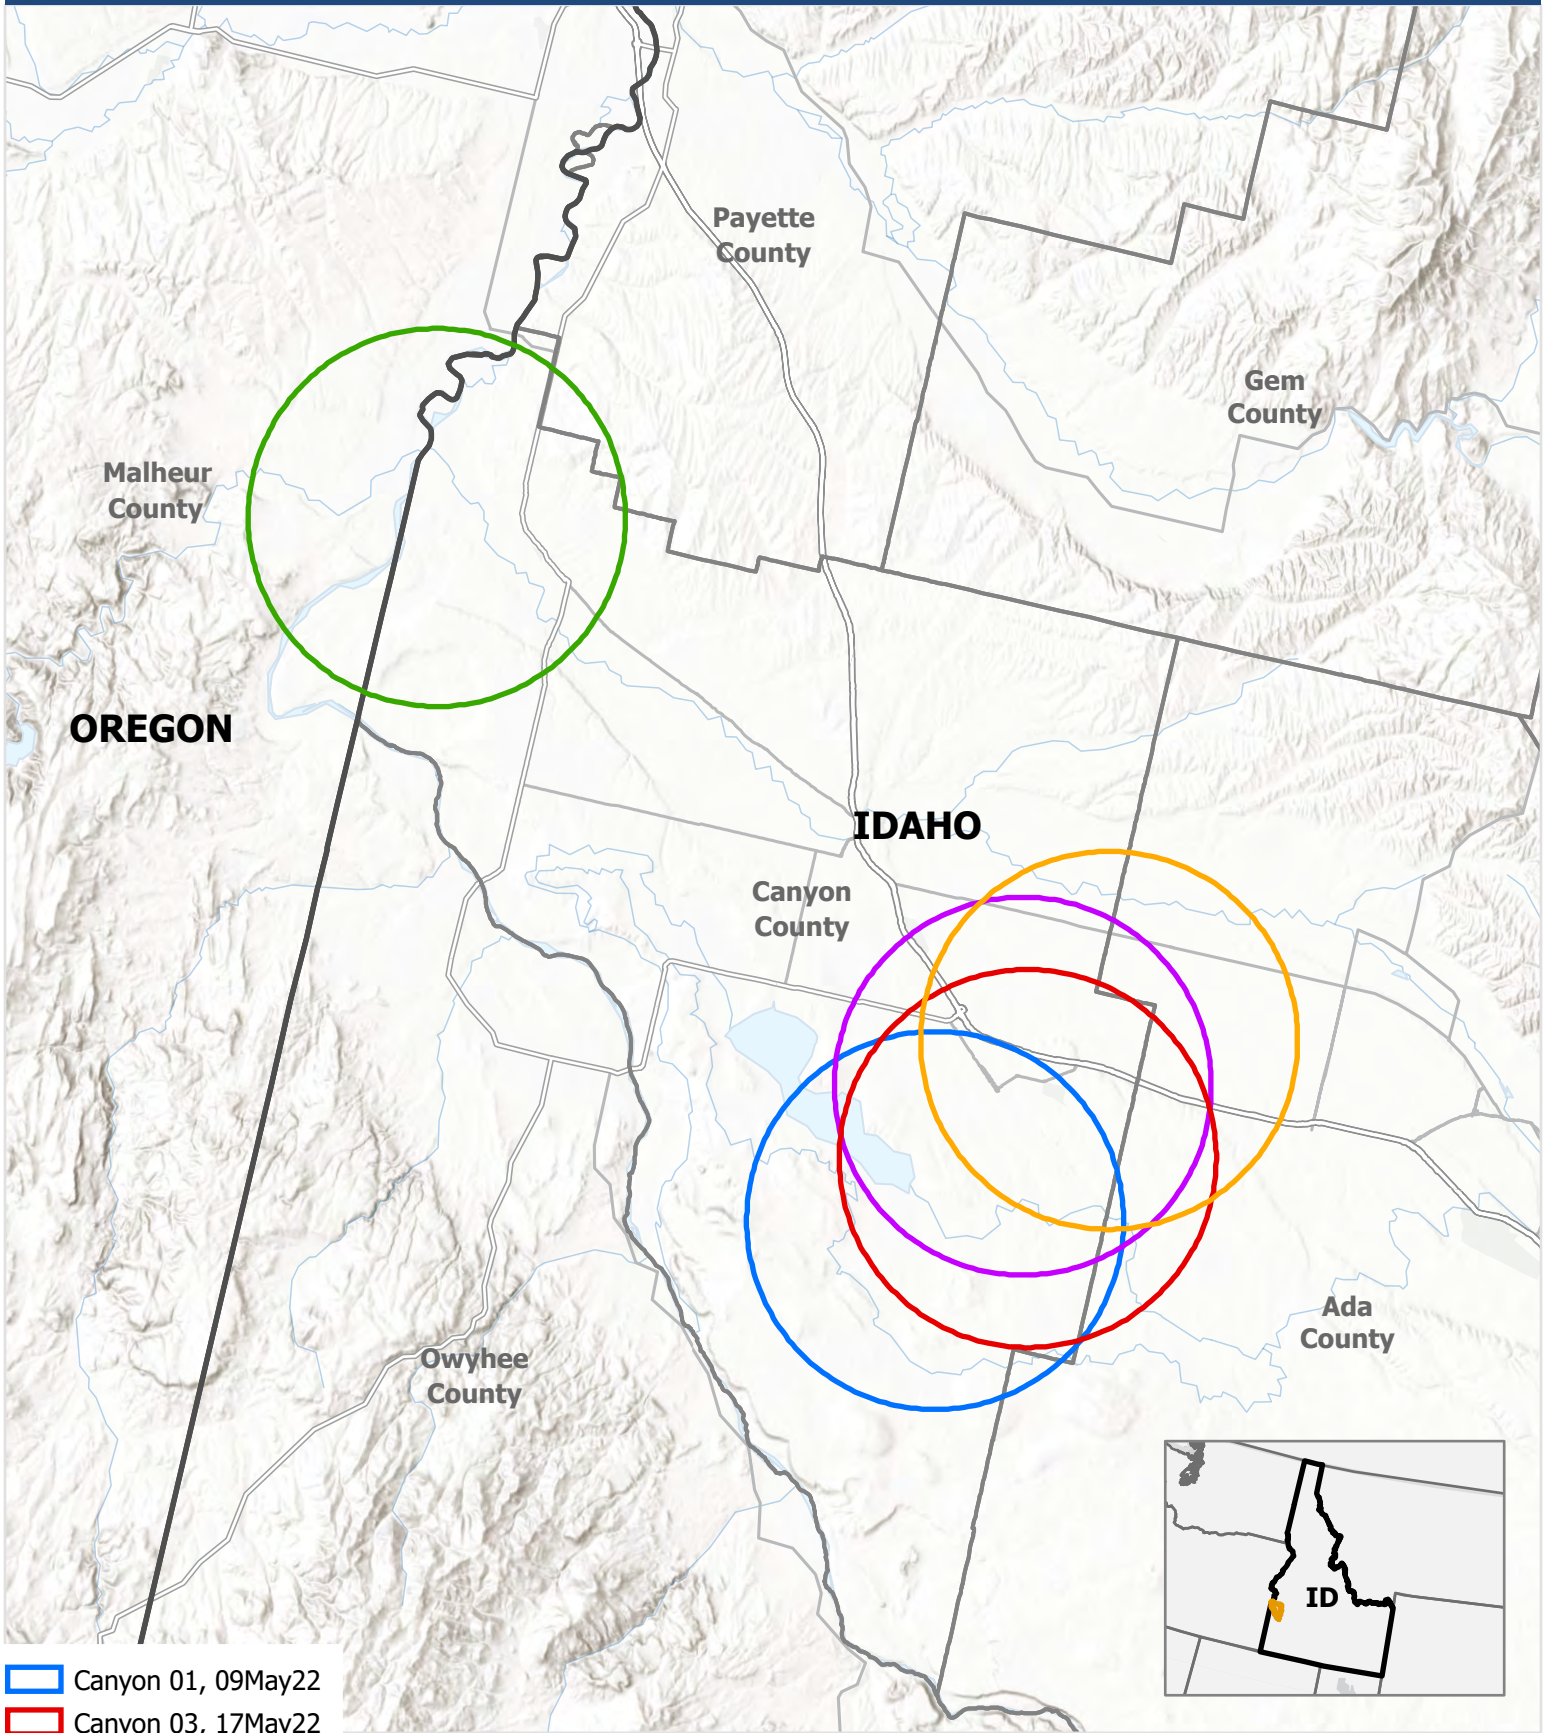 Payette
County
Gem
County
Malheur
County
OREGON
IDAHO
Canyon
County
Ada
County
Owyhee
County
ID
Canyon 01, 09May22
Canyon 03, 17May22